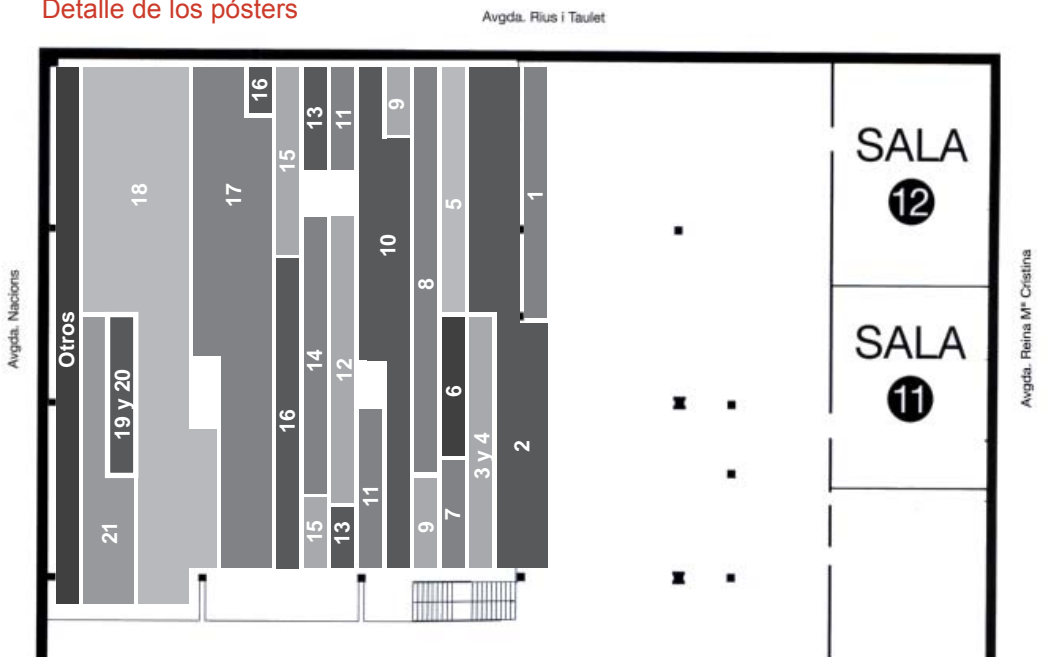 Detalle de los pósters
Avgda. Rius i Taulet
Avgda. Nacions
Avgda. Reina Mª Cristina
Otros
18
21
19 y 20
17
16
16
15
13
14
15
11
12
13
10
11
9
8
9
5
6
7
3 y 4
2
1
SALA
12
SALA
11